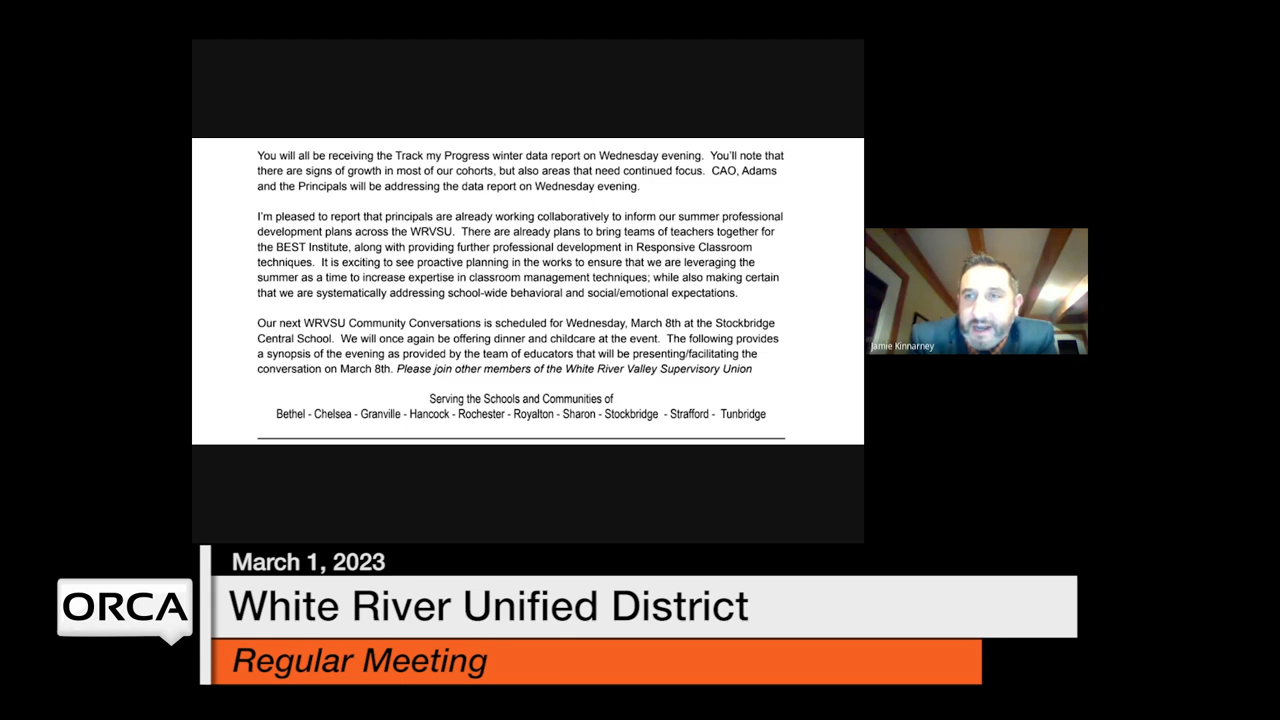 You will all be receiving the Track my Progress winter data report on Wednesday evening. You'll note that
there are signs of growth in most of our cohorts, but also areas that need continued focus. CAO, Adams
and the Principals will be addressing the data report on Wednesday evening.
I'm pleased to report that principals are already working collaboratively to inform our summer professional
development plans across the WRVSU. There are already plans to bring teams of teachers together for
the BEST Institute, along with providing further professional development in Responsive Classroom
techniques. It is exciting to see proactive planning in the works to ensure that we are leveraging the
summer as a time to increase expertise in classroom management techniques; while also making certain
that we are systematically addressing school-wide behavioral and social/emotional expectations.
Our next WRVSU Community Conversations is scheduled for Wednesday, March 8th at the Stockbridge
Central School. We will once again be offering dinner and childcare at the event. The following provides
a synopsis of the evening as provided by the team of educators that will be presenting/facilitating the
conversation on March 8th. Please join other members of the White River Valley Supervisory Union
Serving the Schools and Communities of
Bethel - Chelsea - Granville - Hancock - Rochester - Royalton - Sharon - Stockbridge - Strafford - Tunbridge
Jamie Kinnarney
March 1, 2023
ORCA
White River Unified District
Regular Meeting